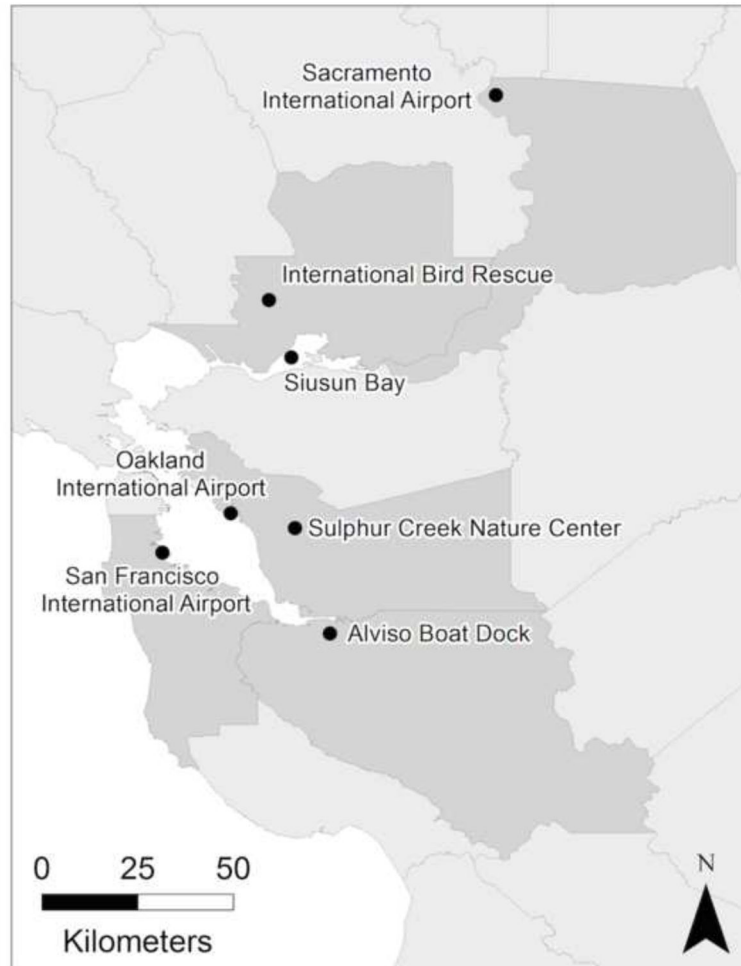 Sacramento
International Airport
International Bird Rescue
Siusun Bay
Oakland
International Airport
Sulphur Creek Nature Center
San Francisco
International Airport
Alviso Boat Dock
0 25 50
Kilometers
N